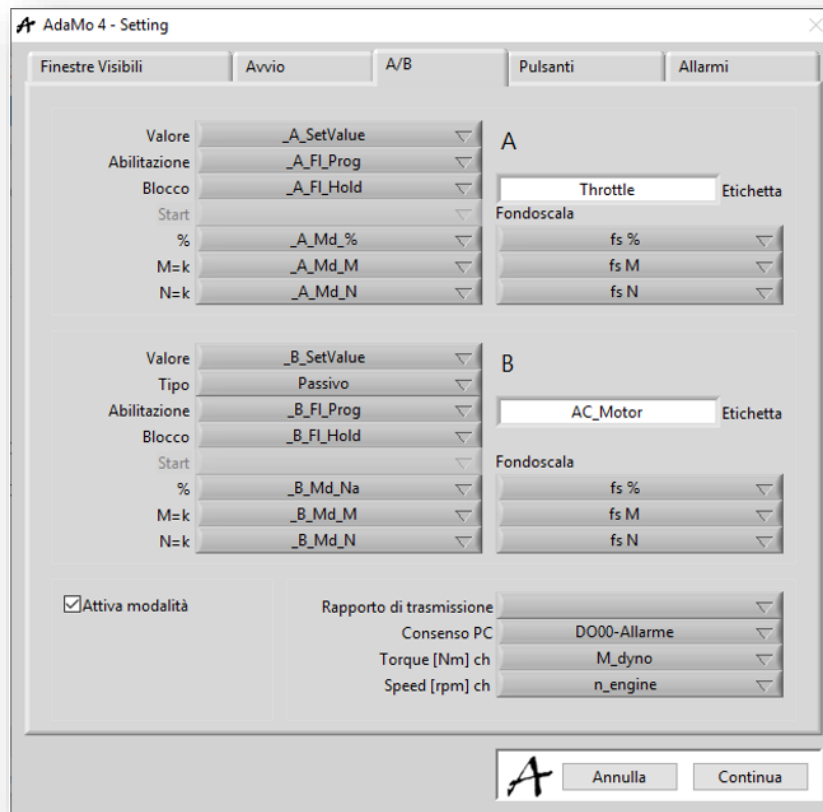 AdaMo 4 - Setting
Finestre Visibili Avvio A/B Pulsanti Allarmi
Valore _A_SetValue A
Abilitazione _A_Fl_Prog
Blocco _A_Fl_Hold Throttle Etichetta
Start Fondoscala
% _A_Md_% fs %
M=k _A_Md_M fs M
N=k _A_Md_N fs N
Valore _B_SetValue B
Tipo Passivo
Abilitazione _B_Fl_Prog AC_Motor Etichetta
Blocco _B_Fl_Hold
Start Fondoscala
% _B_Md_Na fs %
M=k _B_Md_M fs M
N=k _B_Md_N fs N
Attiva modalità Rapporto di trasmissione
Consenso PC DO00-Allarme
Torque [Nm] ch M_dyno
Speed [rpm] ch n_engine
A Annulla Continua